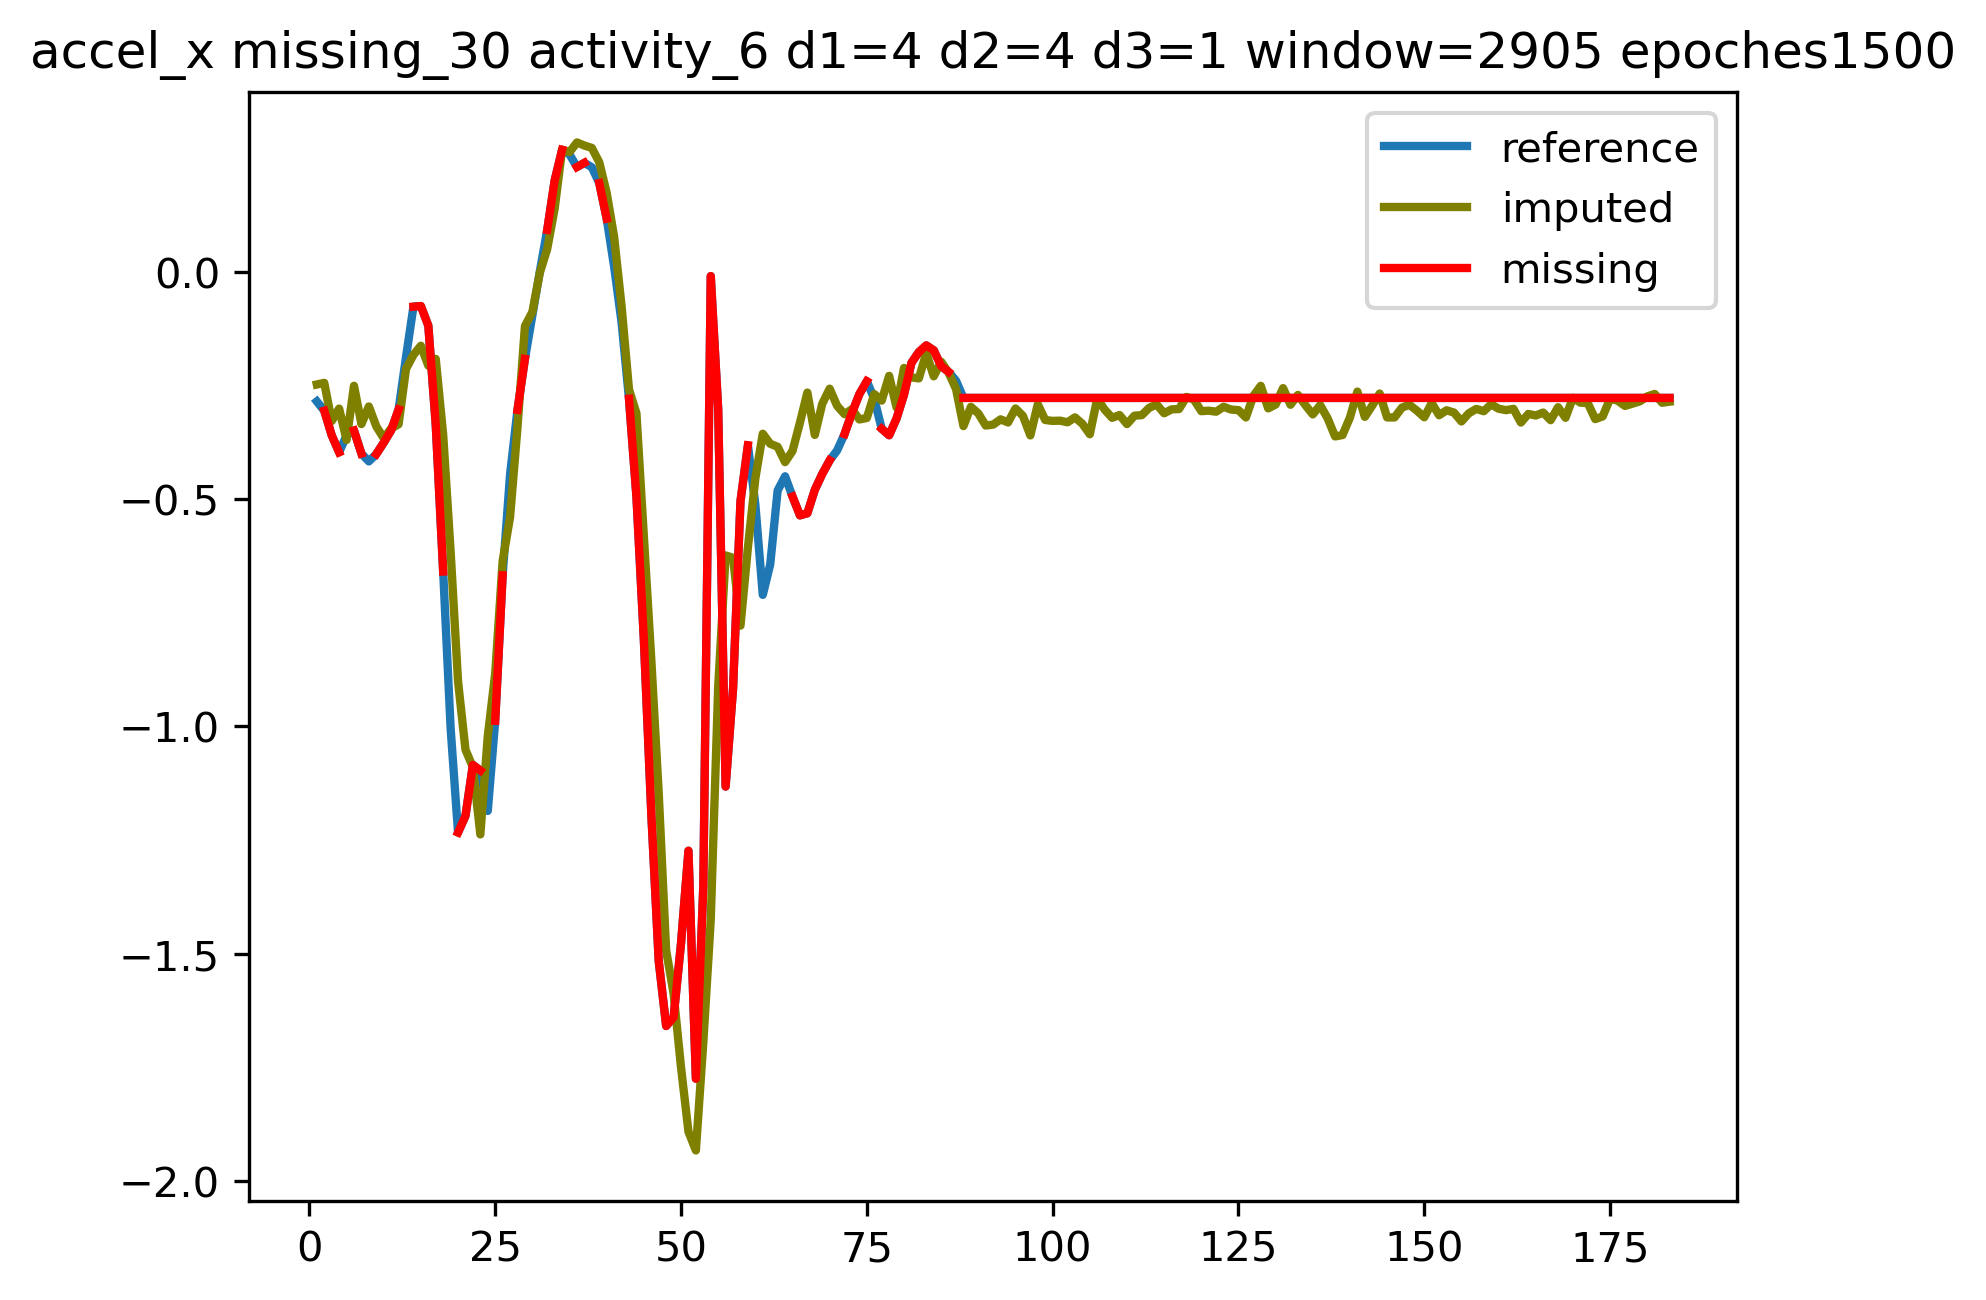 accel_x missing_30 activity_6 d1=4 d2=4 d3=1 window=2905 epoches1500
reference
imputed
missing
0.0
−0.5
−1.0
−1.5
−2.0
0 25 50 75 100 125 150 175